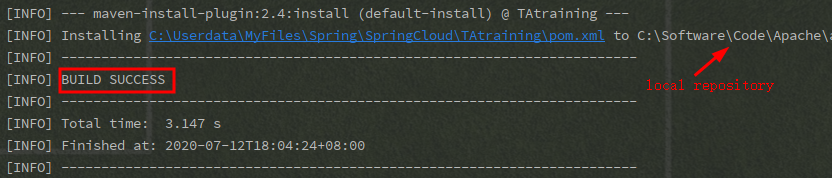 [INFO] --- maven-install-plugin:2.4:install (default-install) @ TAtraining ---
[INFO] Installing C:\Userdata\MyFiles\Spring\SpringCloud\TAtraining\pom.xml to C:\Software\Code\Apache\
[INFO] ------------------------------------------------------------------------
[INFO] BUILD SUCCESS
local repository
[INFO] ------------------------------------------------------------------------
[INFO] Total time:  3.147 s
[INFO] Finished at: 2020-07-12T18:04:24+08:00
[INFO] ------------------------------------------------------------------------